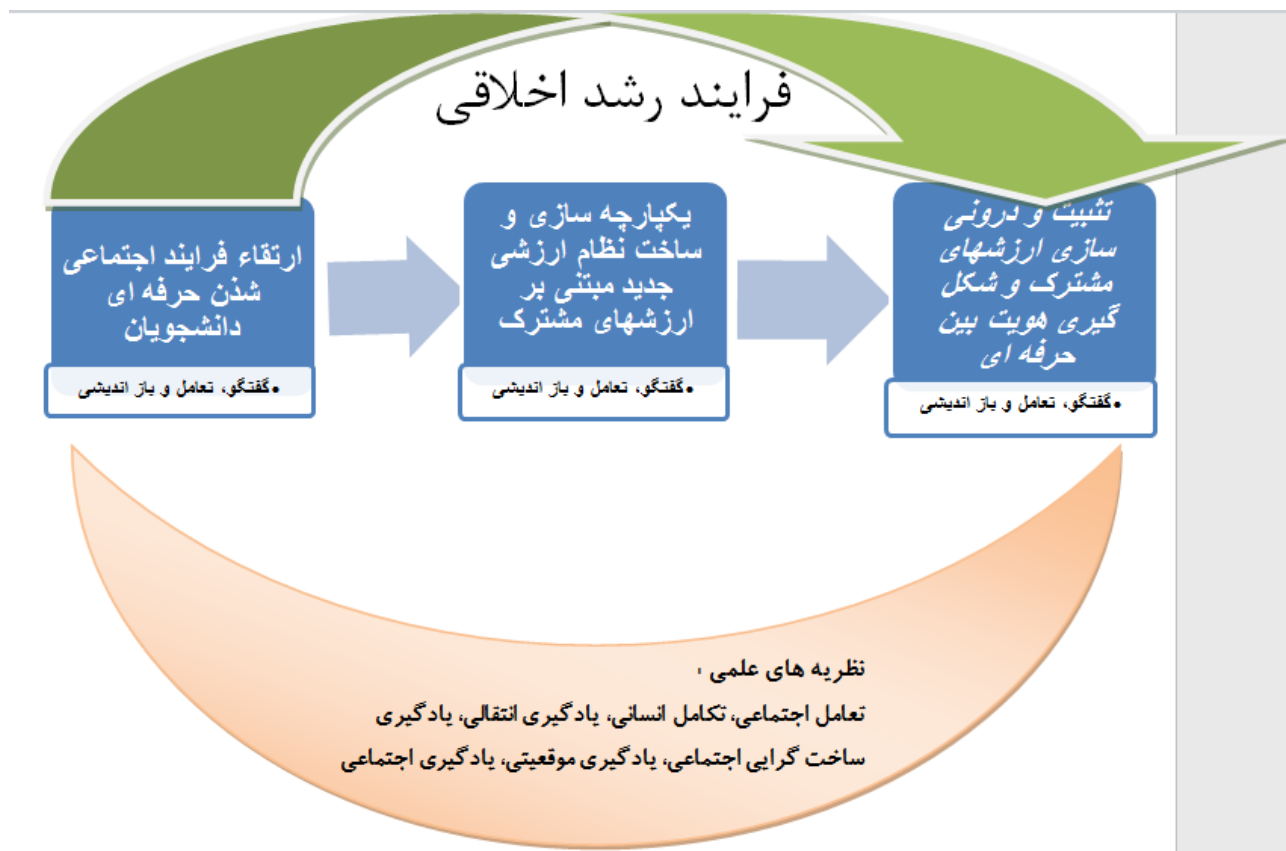 فرایند رشد اخلاقی
ارتقاء فرایند اجتماعی
شذن حرفه ای
دانشجویان
•گفتگو، تعامل و باز اندیشی
یکپارچه سازی و
ساخت نظام ارزشی
جدید مبتنی بر
ارزشهای مشترک
•گفتگو، تعامل و باز اندیشی
تثبیت و درونی
سازی ارزشهای
مشترک و شکل
گیری هویت بین
حرفه ای
•گفتگو، تعامل و باز اندیشی
نظریه های علمی :
تعامل اجتماعی، تکامل انسانی، یادگیری انتقالی، یادگیری
ساخت گرایی اجتماعی، یادگیری موقعیتی، یادگیری اجتماعی